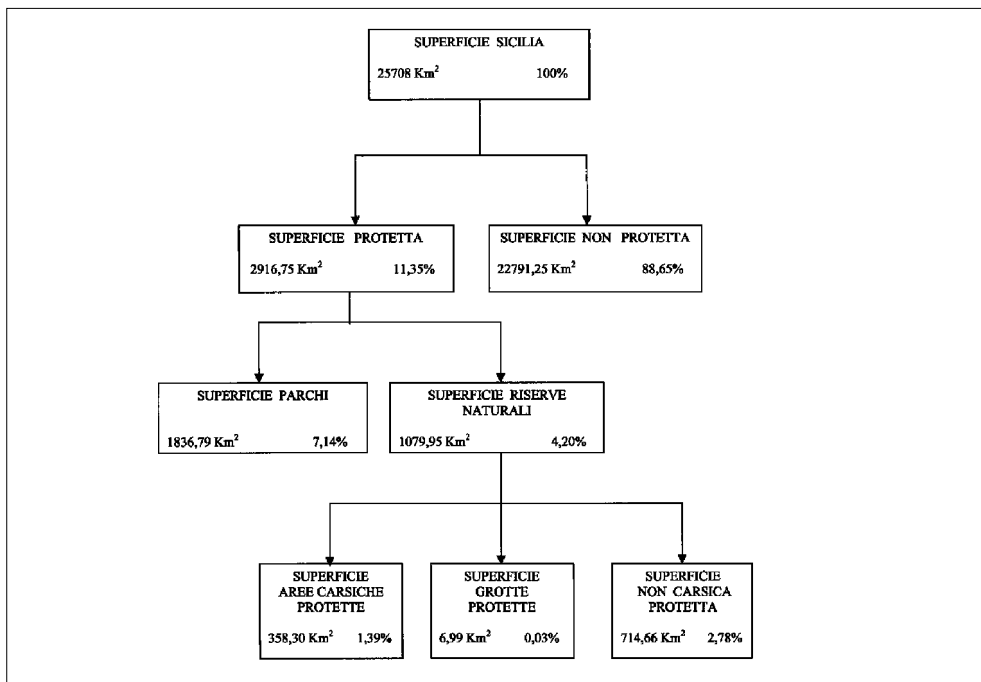 SUPERFICIE SICILIA
25708 Km² 100%
SUPERFICIE PROTETTA
2916,75 Km² 11,35%
SUPERFICIE NON PROTETTA
22791,25 Km² 88,65%
SUPERFICIE PARCHI
1836,79 Km² 7,14%
SUPERFICIE RISERVE
NATURALI
1079,95 Km² 4,20%
SUPERFICIE
AREE CARSICHE
PROTETTE
358,30 Km² 1,39%
SUPERFICIE
GROTTE
PROTETTE
6,99 Km² 0,03%
SUPERFICIE
NON CARSICA
PROTETTA
714,66 Km² 2,78%